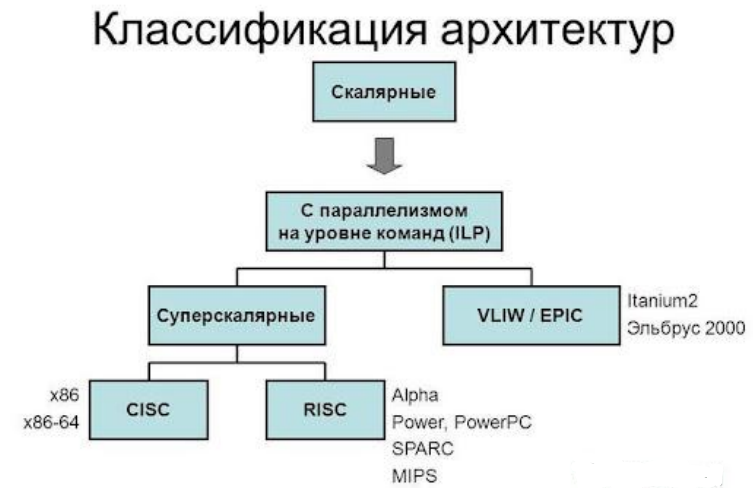 Классификация архитектур
Скалярные
С параллелизмом
на уровне команд (ILP)
Суперскалярные
VLIW / EPIC
Itanium2
Эльбрус 2000
x86
x86-64
CISC
RISC
Alpha
Power, PowerPC
SPARC
MIPS